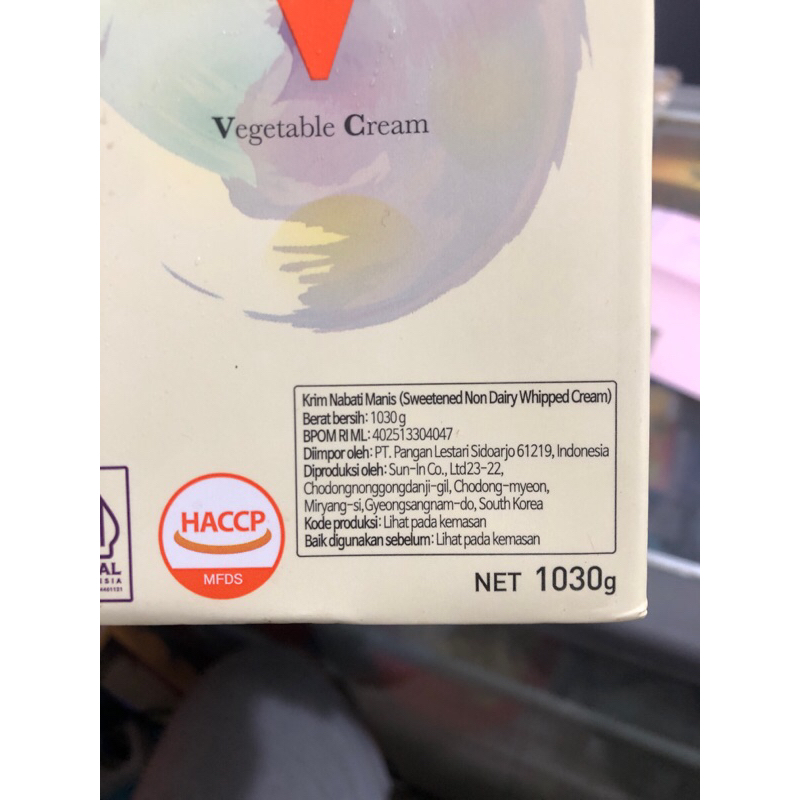 Vegetable Cream
Krim Nabati Manis (Sweetened Non Dairy Whipped Cream)
Berat bersih: 1030 g
BPOM RI ML: 402513304047
Diimpor oleh: PT. Pangan Lestari Sidoarjo 61219, Indonesia
Diproduksi oleh: Sun-In Co., Ltd23-22,
Chodongnonggongdanji-gil, Chodong-myeon,
Miryang-si, Gyeongsangnam-do, South Korea
Kode produksi: Lihat pada kemasan
Baik digunakan sebelum: Lihat pada kemasan
HACCP
MFDS
NET 1030g